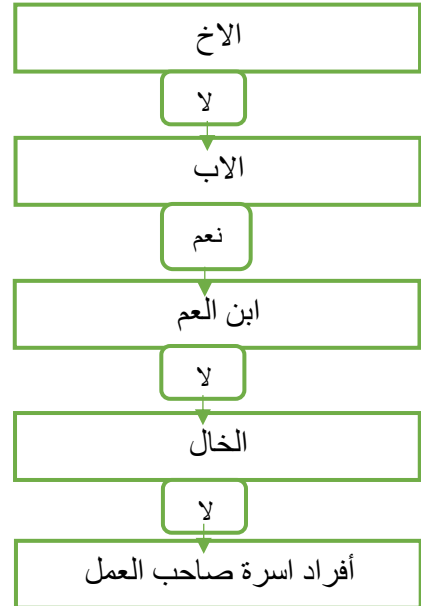 الاخ
لا
الاب
نعم
ابن العم
لا
الخال
لا
أفراد اسرة صاحب العمل